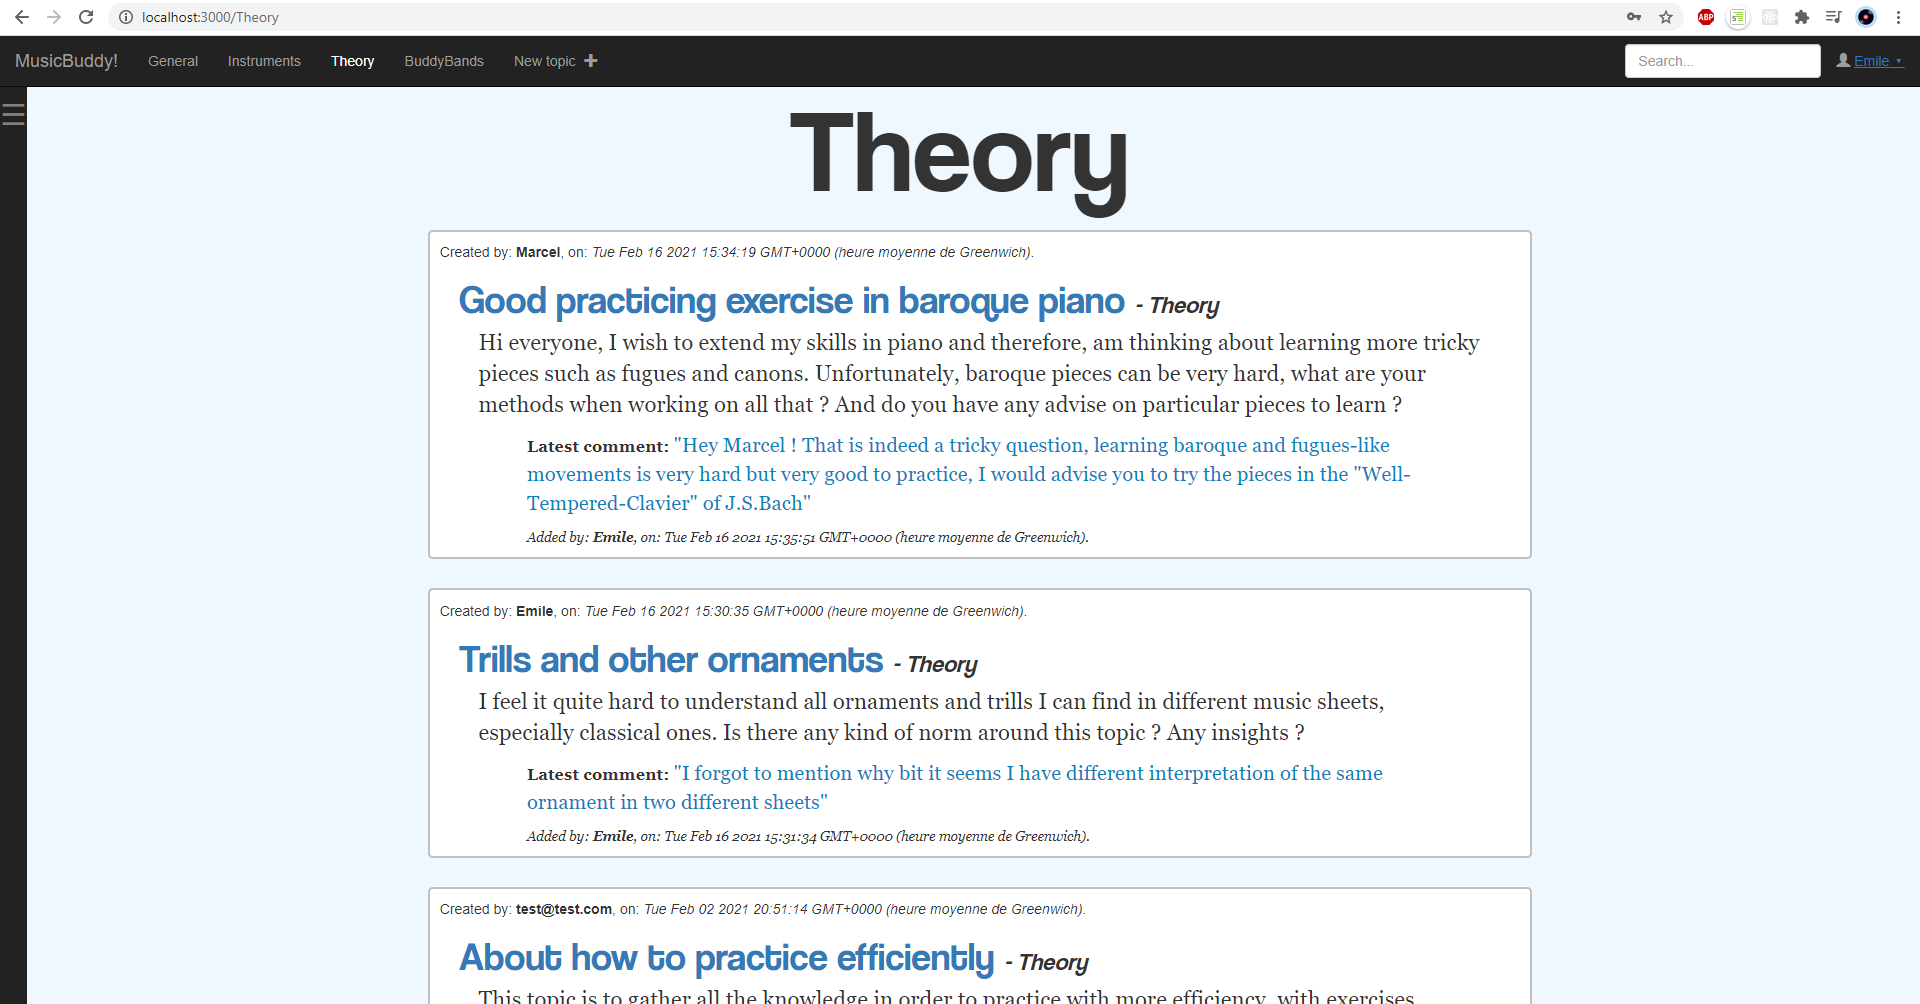 localhost:3000/Theory
ABP
MusicBuddy! General Instruments Theory BuddyBands New topic Search... Emile
Theory
Created by: Marcel, on: Tue Feb 16 2021 15:34:19 GMT+0000 (heure moyenne de Greenwich).
Good practicing exercise in baroque piano - Theory
Hi everyone, I wish to extend my skills in piano and therefore, am thinking about learning more tricky
pieces such as fugues and canons. Unfortunately, baroque pieces can be very hard, what are your
methods when working on all that ? And do you have any advise on particular pieces to learn ?
Latest comment: "Hey Marcel ! That is indeed a tricky question, learning baroque and fugues-like
movements is very hard but very good to practice, I would advise you to try the pieces in the "Well-
Tempered-Clavier" of J.S.Bach"
Added by: Emile, on: Tue Feb 16 2021 15:35:51 GMT+0000 (heure moyenne de Greenwich).
Created by: Emile, on: Tue Feb 16 2021 15:30:35 GMT+0000 (heure moyenne de Greenwich).
Trills and other ornaments - Theory
I feel it quite hard to understand all ornaments and trills I can find in different music sheets,
especially classical ones. Is there any kind of norm around this topic ? Any insights ?
Latest comment: "I forgot to mention why bit it seems I have different interpretation of the same
ornament in two different sheets"
Added by: Emile, on: Tue Feb 16 2021 15:31:34 GMT+0000 (heure moyenne de Greenwich).
Created by: test@test.com, on: Tue Feb 02 2021 20:51:14 GMT+0000 (heure moyenne de Greenwich).
About how to practice efficiently - Theory
This topic is to gather all the knowledge in order to practice with more efficiency, with exercises